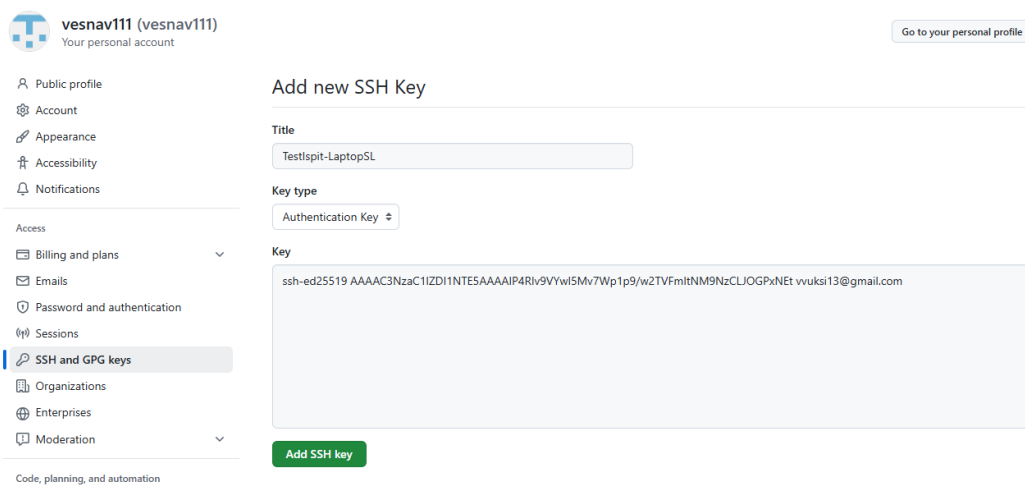 vesnav111 (vesnav111)
Your personal account
Go to your personal profile
Public profile
Account
Appearance
Accessibility
Notifications
Access
Billing and plans
Emails
Password and authentication
Sessions
SSH and GPG keys
Organizations
Enterprises
Moderation
Code, planning, and automation
Add new SSH Key
Title
TestIspit-LaptopSL
Key type
Authentication Key
Key
ssh-ed25519 AAAAC3NzaC1lZDI1NTE5AAAAIP4RIv9VYwI5Mv7Wp1p9/w2TVFmItNM9NzCLJOGPxNEt vvuksi13@gmail.com
Add SSH key